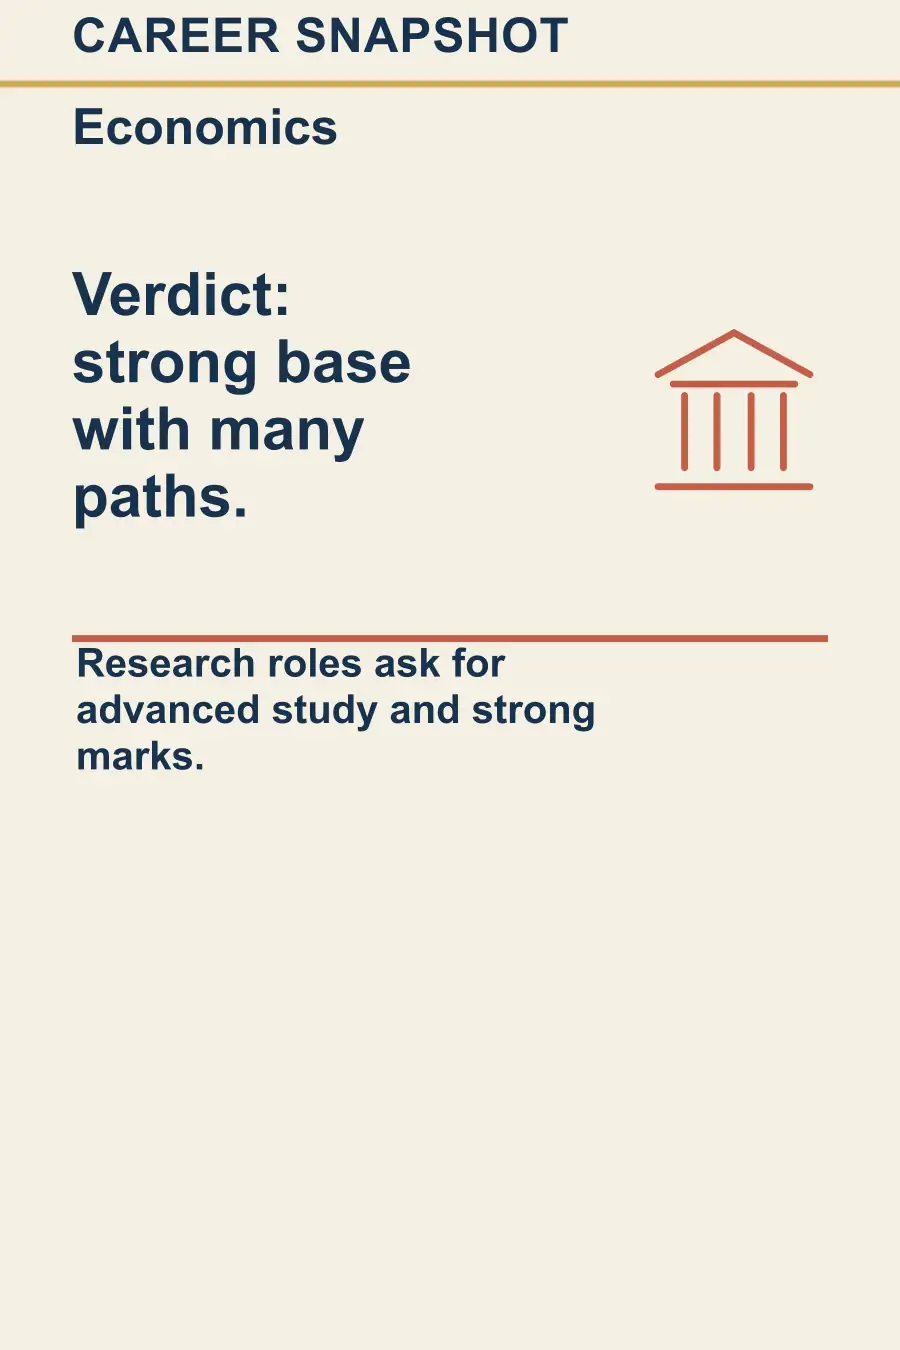 CAREER SNAPSHOT
Economics
Verdict:
strong base
with many
paths.
Research roles ask for
advanced study and strong
marks.